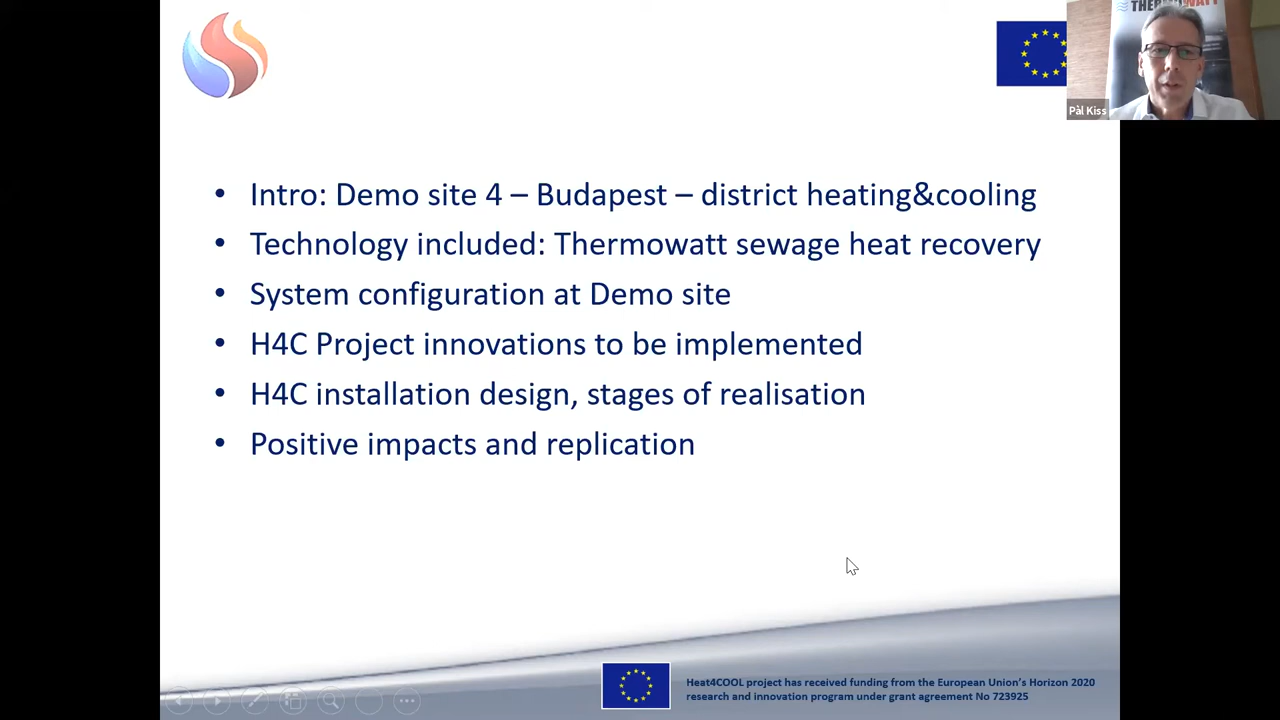 THERMOWATT
Pàl Kiss
• Intro: Demo site 4 – Budapest – district heating&cooling
• Technology included: Thermowatt sewage heat recovery
• System configuration at Demo site
• H4C Project innovations to be implemented
• H4C installation design, stages of realisation
• Positive impacts and replication
Heat4COOL project has received funding from the European Union's Horizon 2020
research and innovation program under grant agreement No 723925